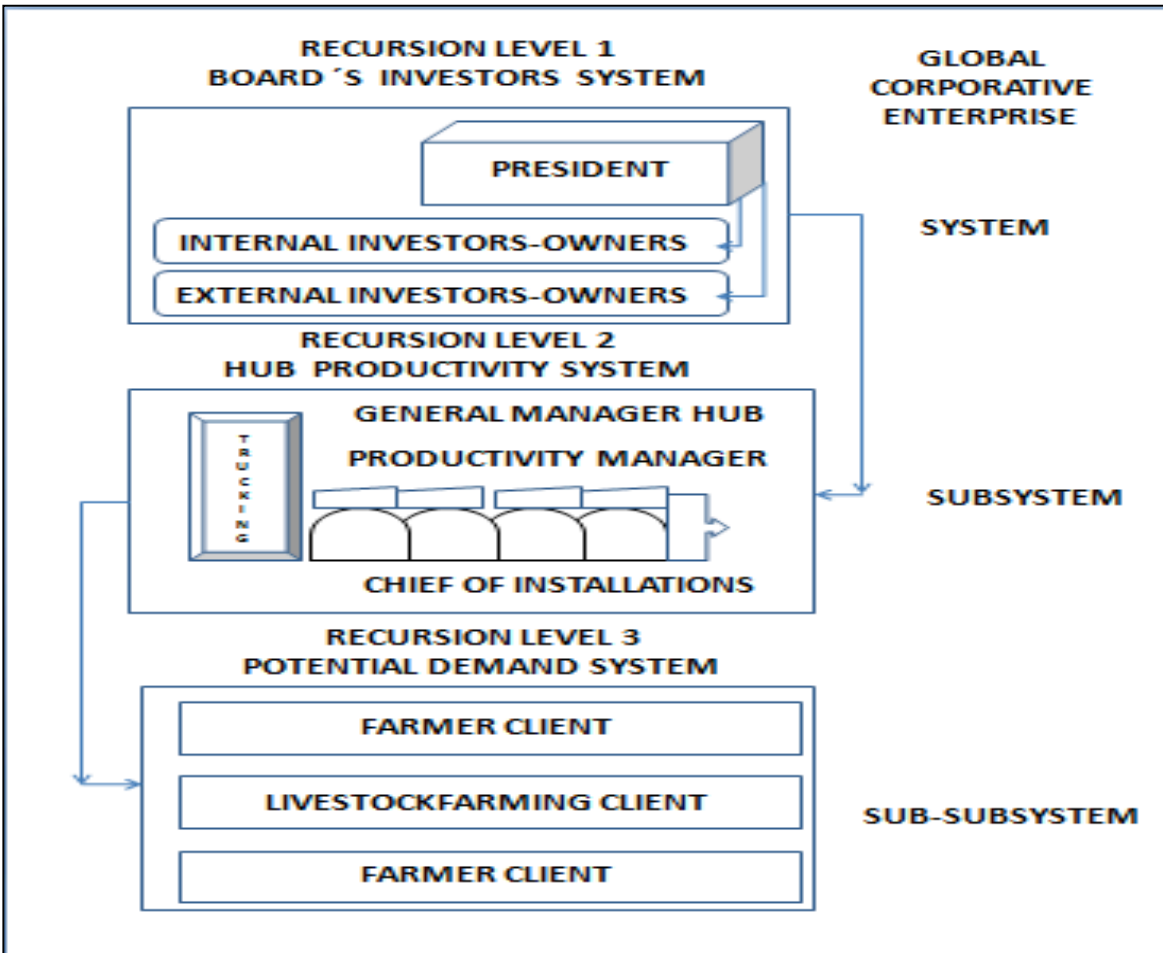 RECURSION LEVEL 1
BOARD ´S INVESTORS SYSTEM
GLOBAL
CORPORATIVE
ENTERPRISE
PRESIDENT
INTERNAL INVESTORS-OWNERS
EXTERNAL INVESTORS-OWNERS
SYSTEM
RECURSION LEVEL 2
HUB PRODUCTIVITY SYSTEM
TRUCKING
GENERAL MANAGER HUB
PRODUCTIVITY MANAGER
CHIEF OF INSTALLATIONS
SUBSYSTEM
RECURSION LEVEL 3
POTENTIAL DEMAND SYSTEM
FARMER CLIENT
LIVESTOCKFARMING CLIENT
FARMER CLIENT
SUB-SUBSYSTEM